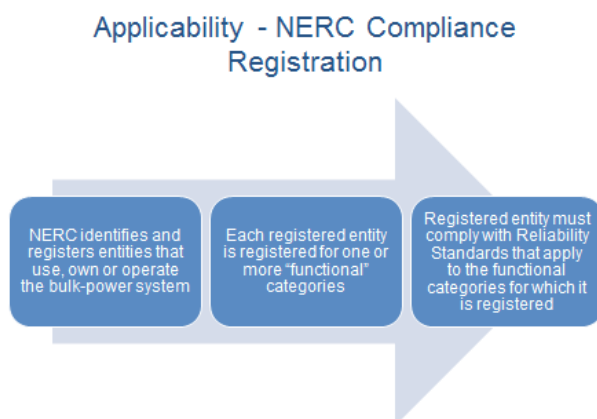 Applicability - NERC Compliance
Registration
NERC identifies and
registers entities that
use, own or operate
the bulk-power system
Each registered entity
is registered for one or
more “functional”
categories
Registered entity must
comply with Reliability
Standards that apply
to the functional
categories for which it
is registered